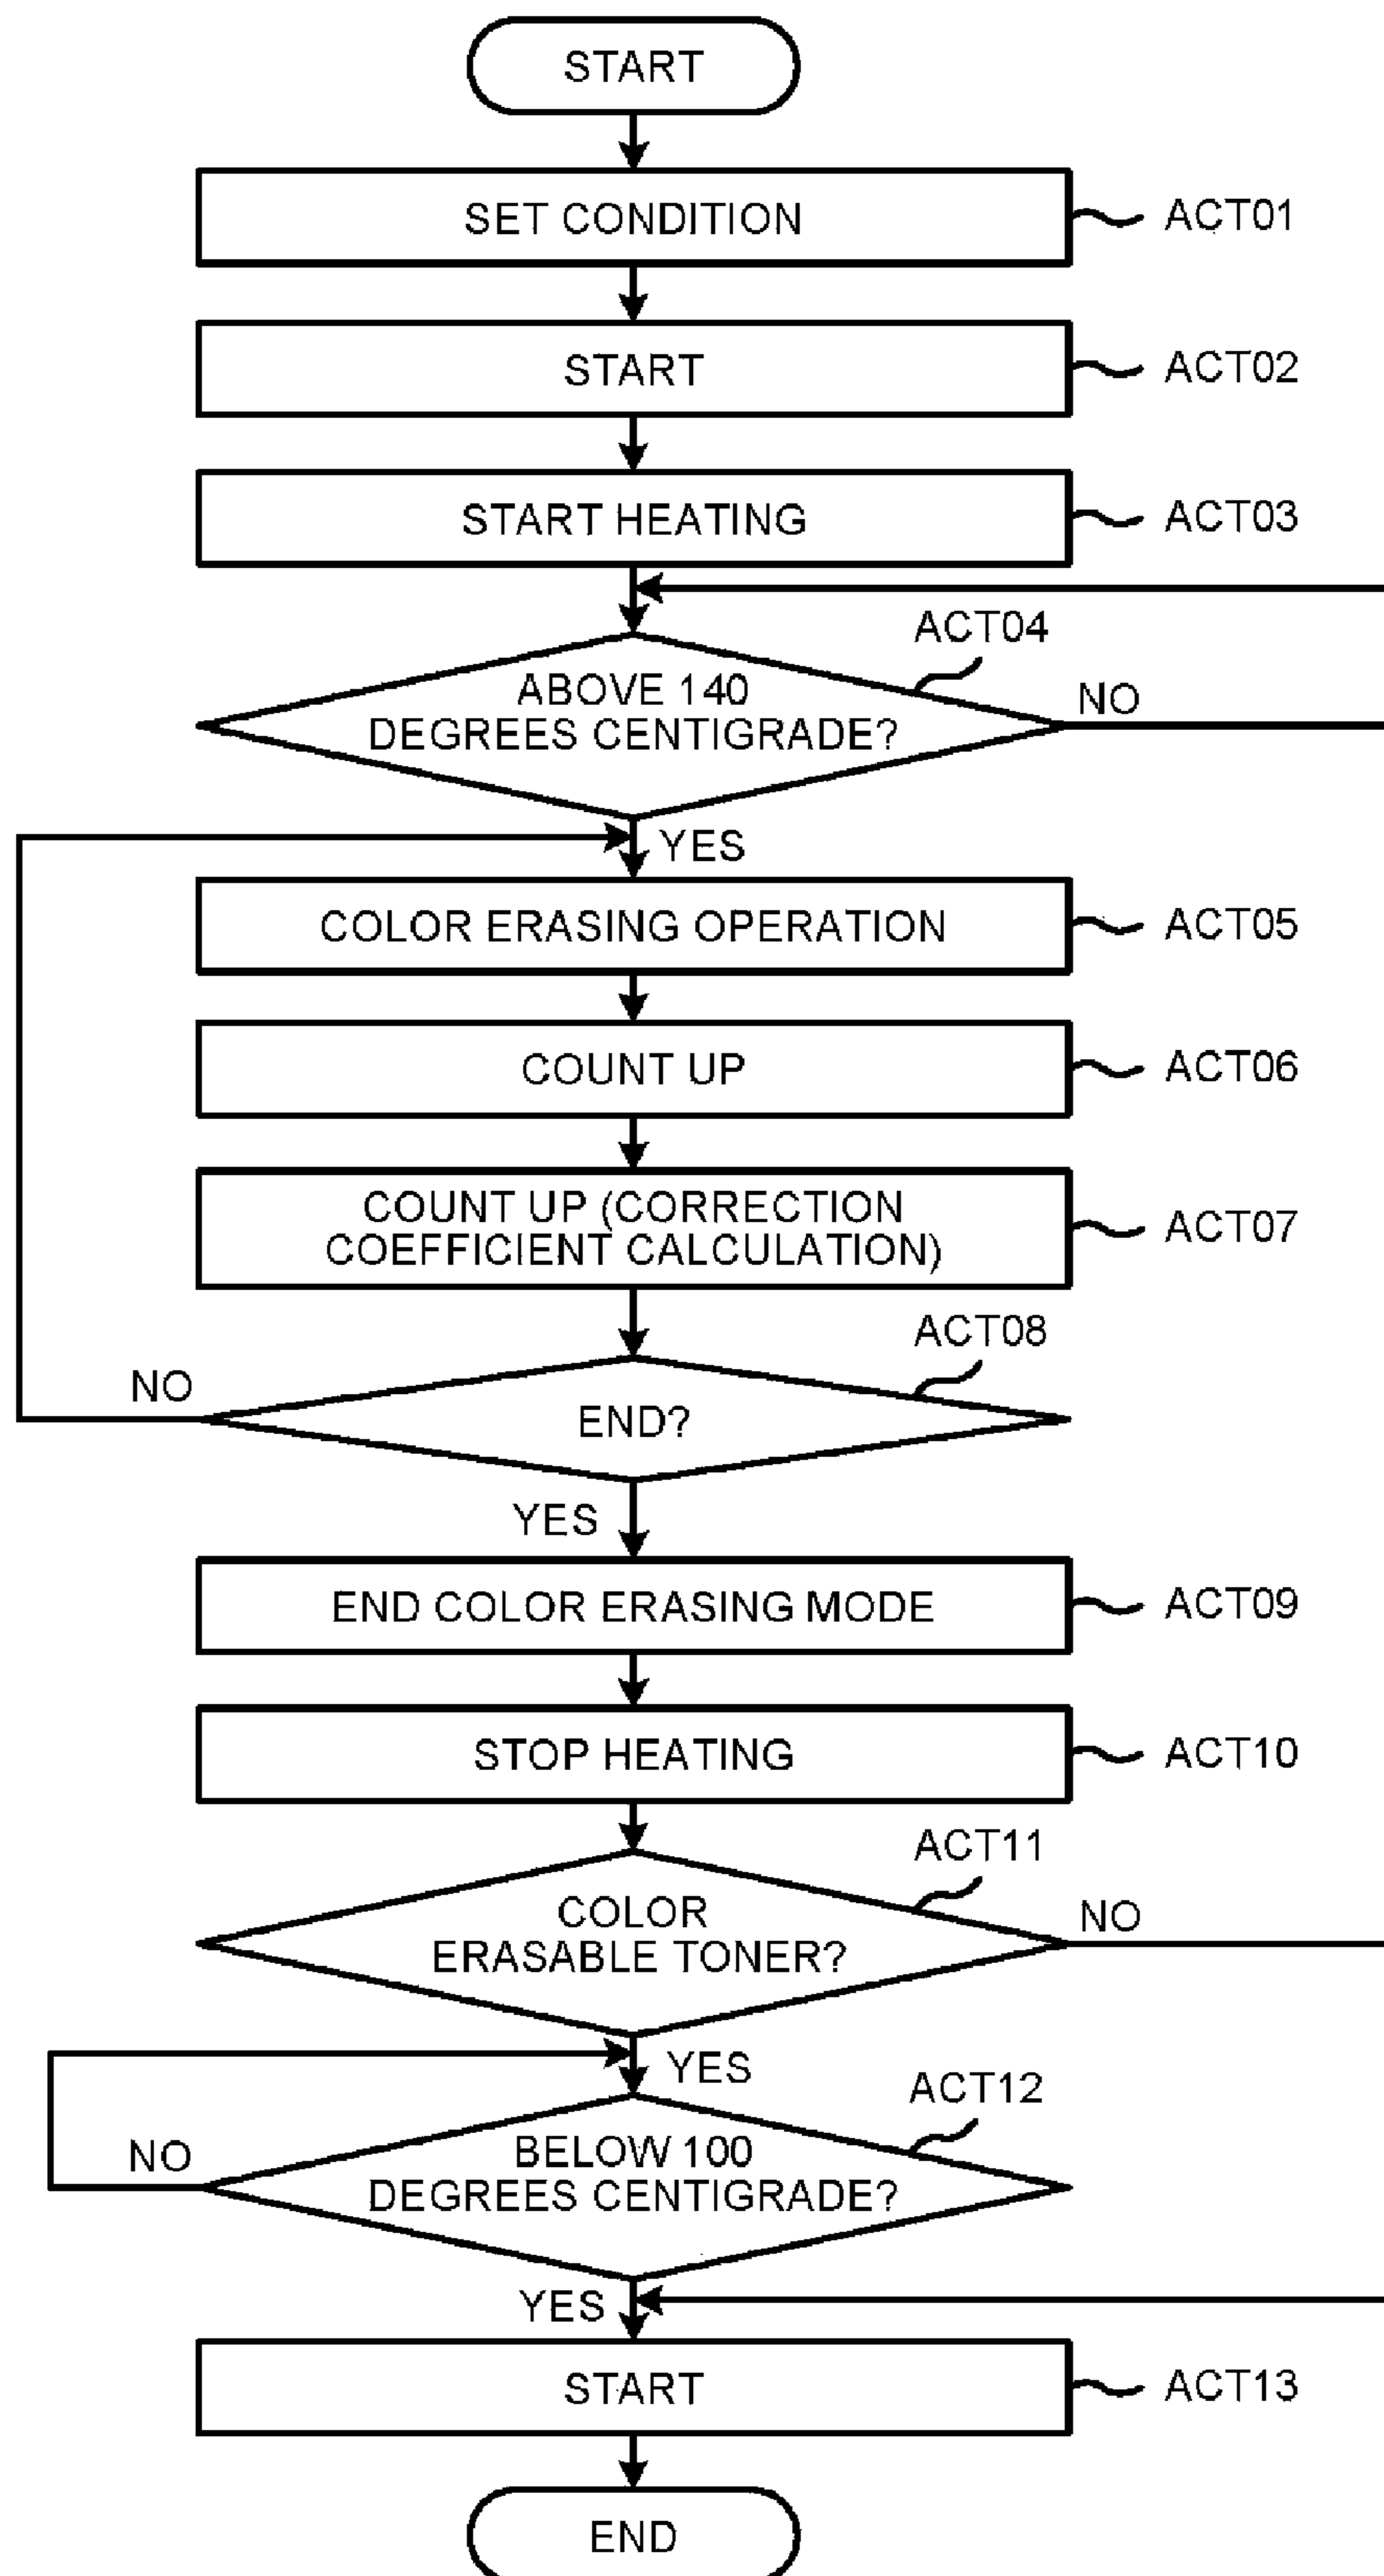 START
SET CONDITION
ACT01
START
ACT02
START HEATING
ACT03
ACT04
ABOVE 140
DEGREES CENTIGRADE?
NO
YES
COLOR ERASING OPERATION
ACT05
COUNT UP
ACT06
COUNT UP (CORRECTION
COEFFICIENT CALCULATION)
ACT07
ACT08
NO
END?
YES
END COLOR ERASING MODE
ACT09
STOP HEATING
ACT10
ACT11
COLOR
ERASABLE TONER?
NO
YES
ACT12
NO
BELOW 100
DEGREES CENTIGRADE?
YES
START
ACT13
END